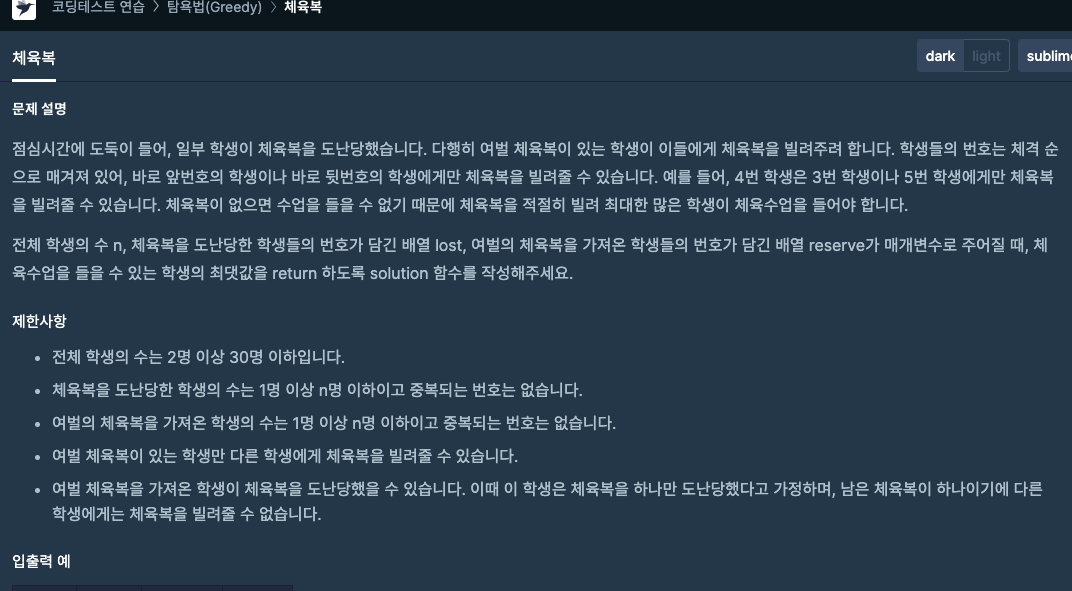 코딩테스트 연습 > 탐욕법(Greedy) > 체육복
체육복
dark light sublime
문제 설명
점심시간에 도둑이 들어, 일부 학생이 체육복을 도난당했습니다. 다행히 여벌 체육복이 있는 학생이 이들에게 체육복을 빌려주려 합니다. 학생들의 번호는 체격 순
으로 매겨져 있어, 바로 앞번호의 학생이나 바로 뒷번호의 학생에게만 체육복을 빌려줄 수 있습니다. 예를 들어, 4번 학생은 3번 학생이나 5번 학생에게만 체육복
을 빌려줄 수 있습니다. 체육복이 없으면 수업을 들을 수 없기 때문에 체육복을 적절히 빌려 최대한 많은 학생이 체육수업을 들어야 합니다.
전체 학생의 수 n, 체육복을 도난당한 학생들의 번호가 담긴 배열 lost, 여벌의 체육복을 가져온 학생들의 번호가 담긴 배열 reserve가 매개변수로 주어질 때, 체
육수업을 들을 수 있는 학생의 최댓값을 return 하도록 solution 함수를 작성해주세요.
제한사항
• 전체 학생의 수는 2명 이상 30명 이하입니다.
• 체육복을 도난당한 학생의 수는 1명 이상 n명 이하이고 중복되는 번호는 없습니다.
• 여벌의 체육복을 가져온 학생의 수는 1명 이상 n명 이하이고 중복되는 번호는 없습니다.
• 여벌 체육복이 있는 학생만 다른 학생에게 체육복을 빌려줄 수 있습니다.
• 여벌 체육복을 가져온 학생이 체육복을 도난당했을 수 있습니다. 이때 이 학생은 체육복을 하나만 도난당했다고 가정하며, 남은 체육복이 하나이기에 다른
학생에게는 체육복을 빌려줄 수 없습니다.
입출력 예